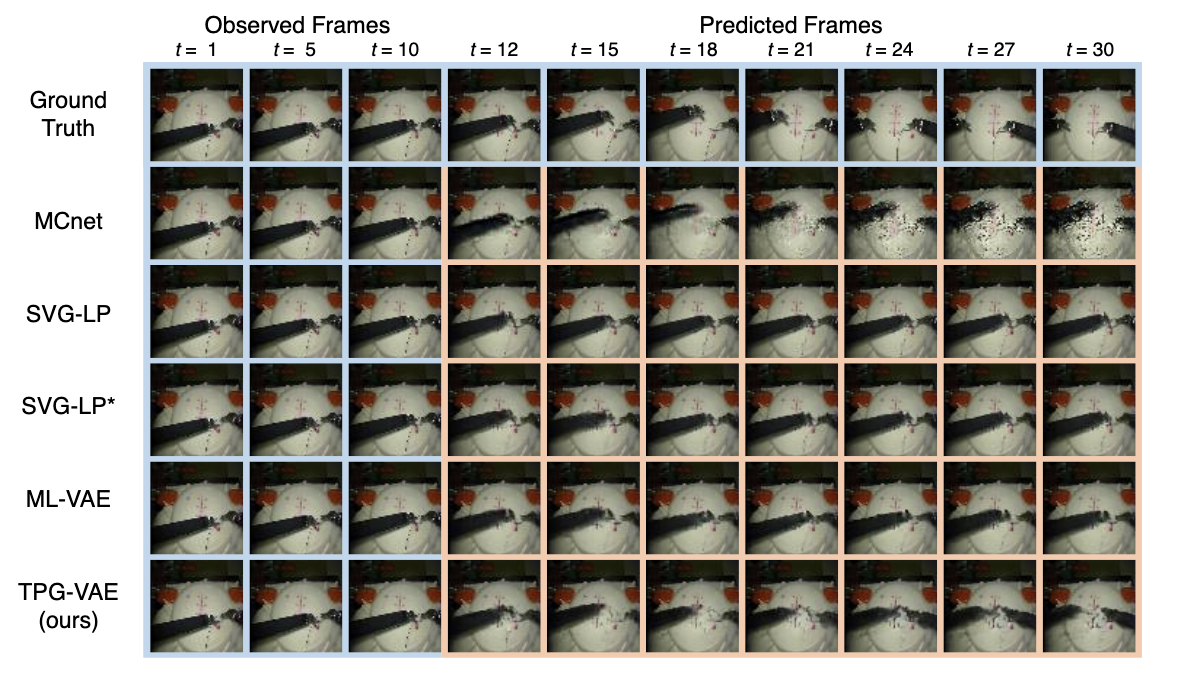 Observed Frames Predicted Frames
t = 1 t = 5 t = 10 t = 12 t = 15 t = 18 t = 21 t = 24 t = 27 t = 30
Ground
Truth
MCnet
SVG-LP
SVG-LP*
ML-VAE
TPG-VAE
(ours)